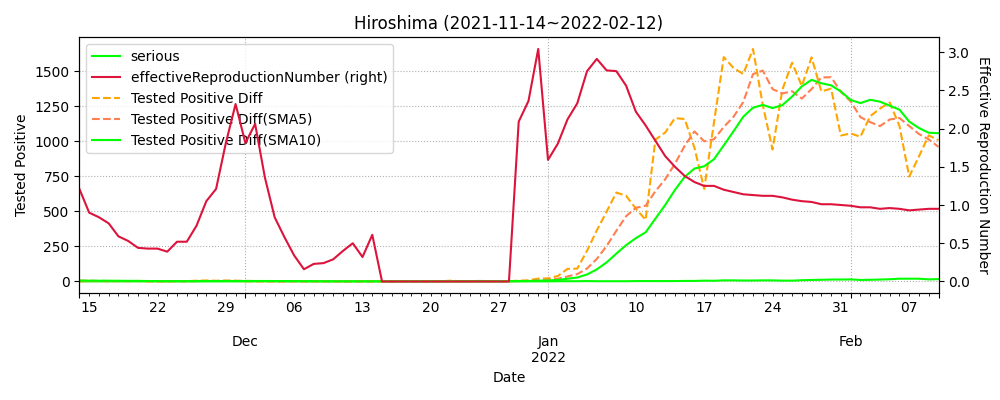 Hiroshima (2021-11-14~2022-02-12)
serious
effectiveReproductionNumber (right)
Tested Positive Diff
Tested Positive Diff(SMA5)
Tested Positive Diff(SMA10)
Tested Positive
1500
1250
1000
750
500
250
0
3.0
2.5
2.0
1.5
1.0
0.5
0.0
Effective Reproduction Number
15 22 29 06 13 20 27 03 10 17 24 31 07
Dec Jan Feb
2022
Date